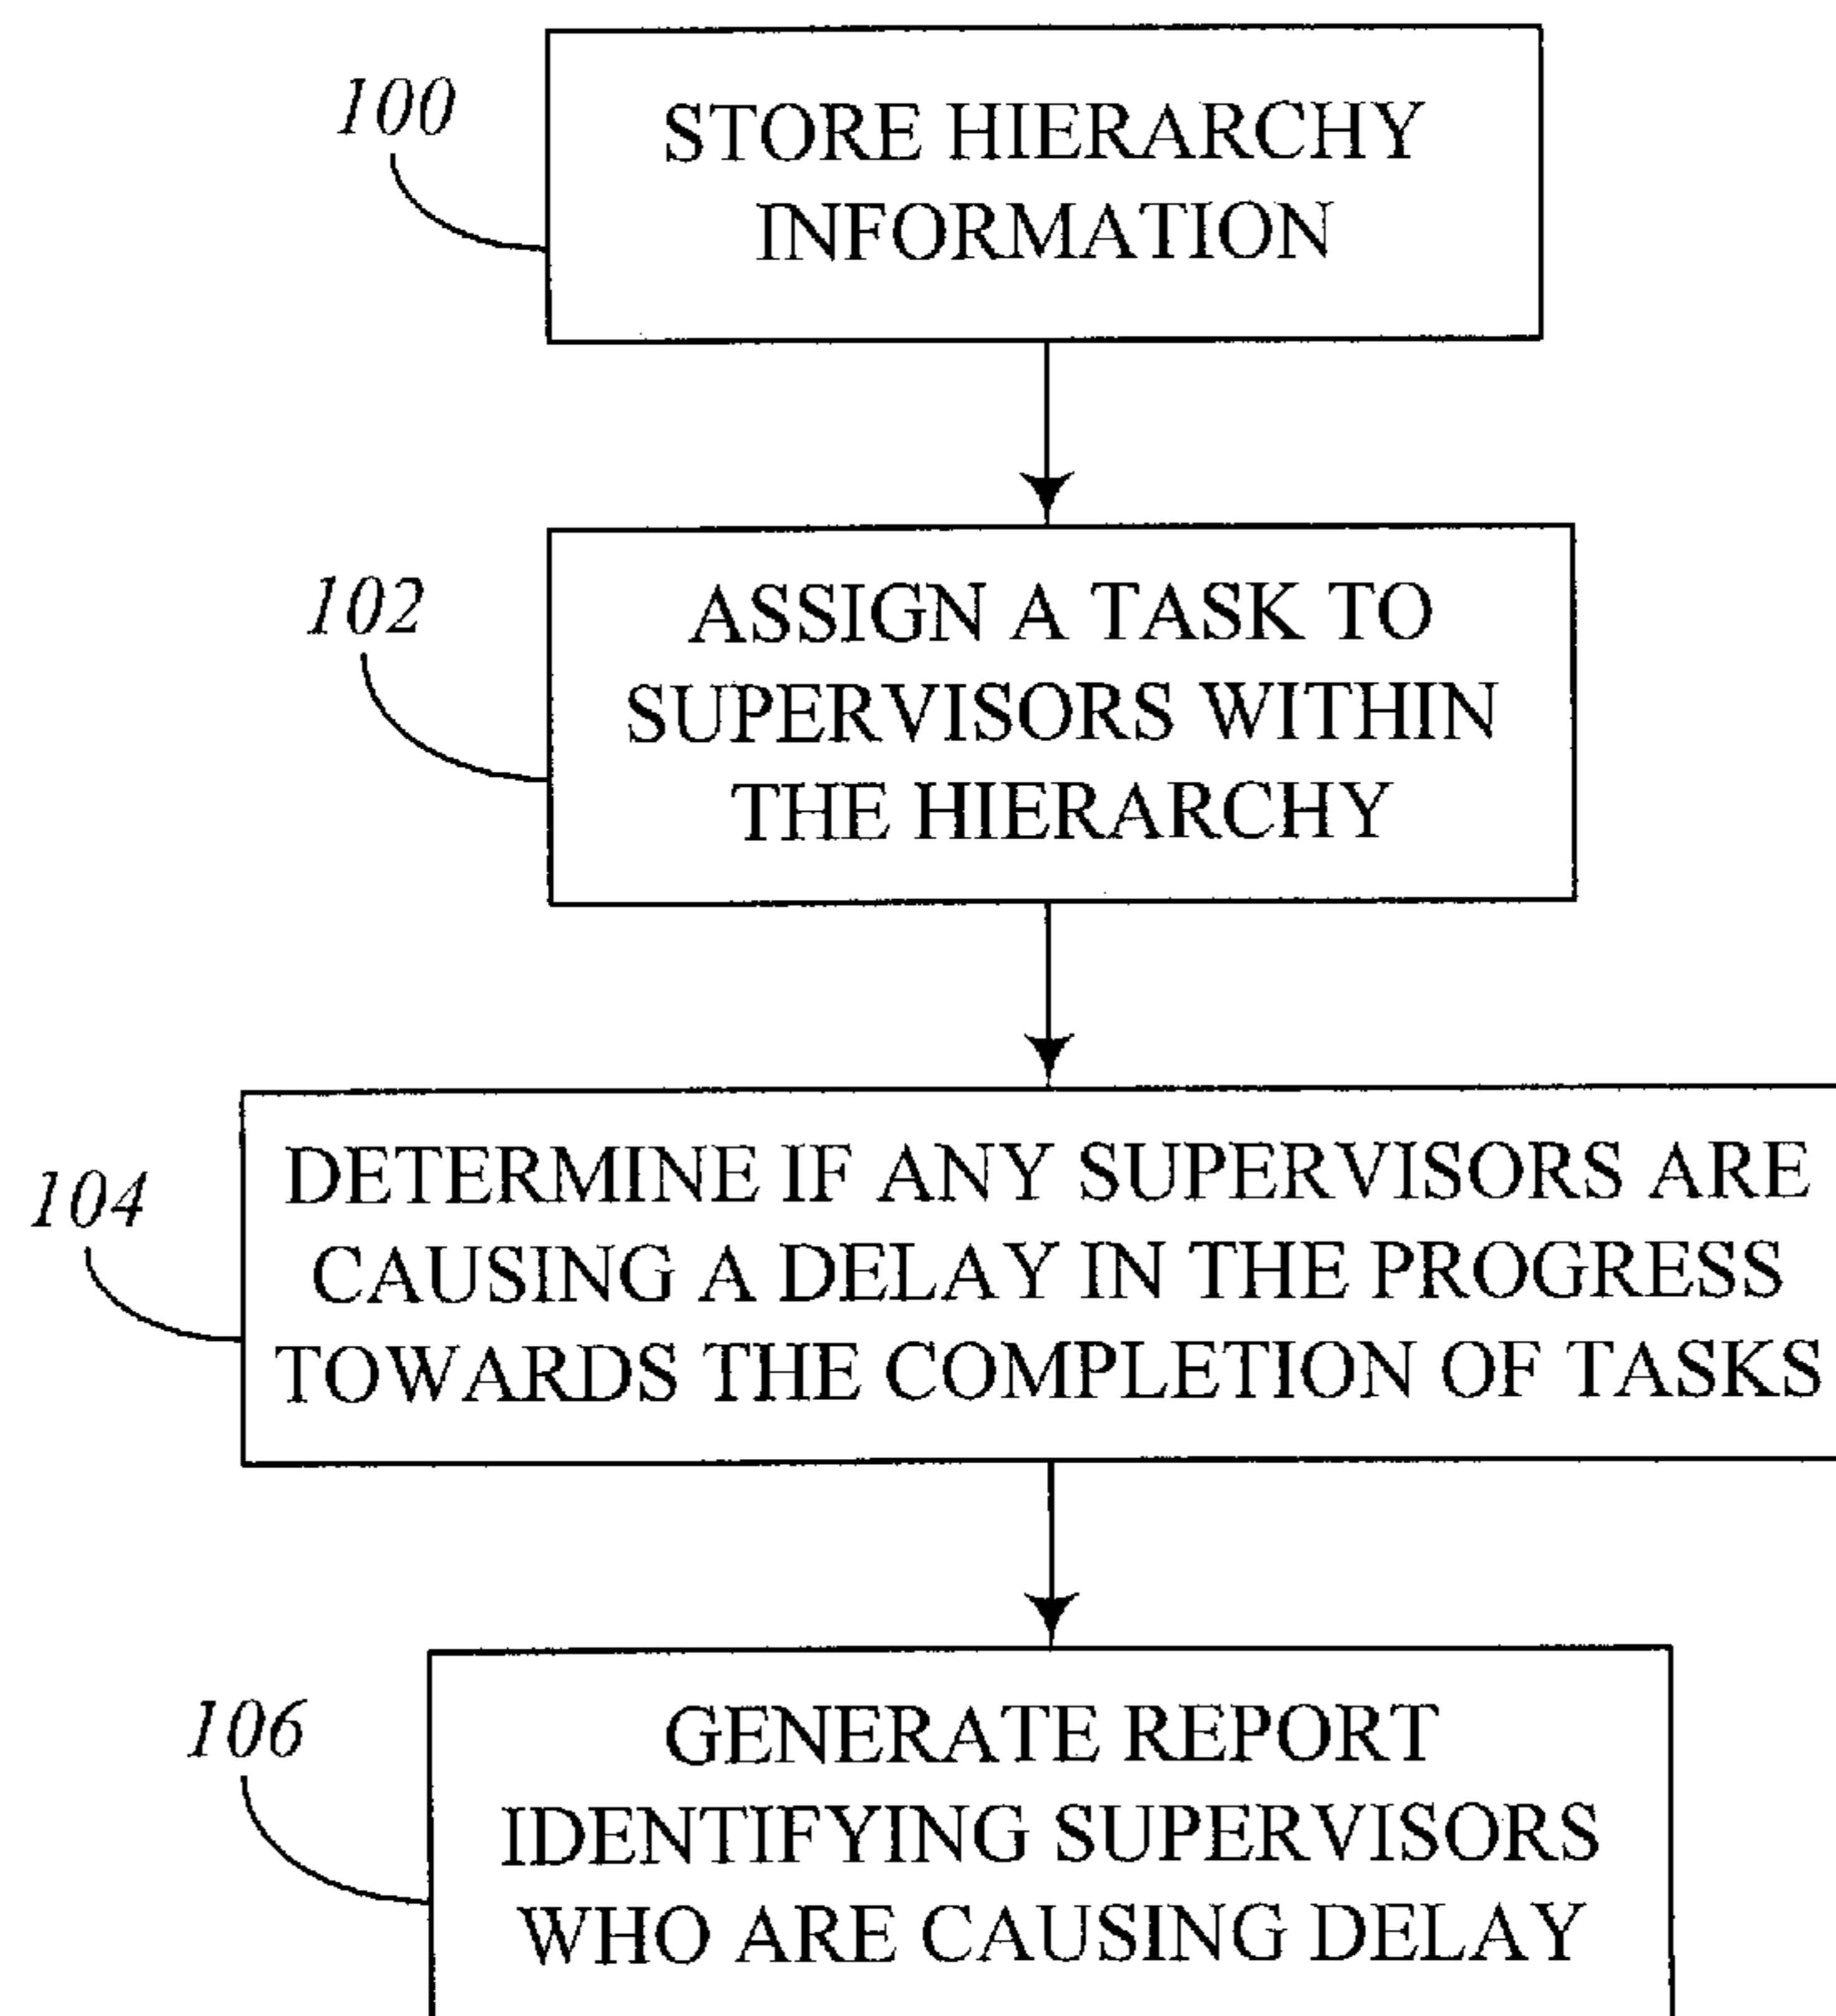 100
STORE HIERARCHY
INFORMATION
102
ASSIGN A TASK TO
SUPERVISORS WITHIN
THE HIERARCHY
104
DETERMINE IF ANY SUPERVISORS ARE
CAUSING A DELAY IN THE PROGRESS
TOWARDS THE COMPLETION OF TASKS
106
GENERATE REPORT
IDENTIFYING SUPERVISORS
WHO ARE CAUSING DELAY